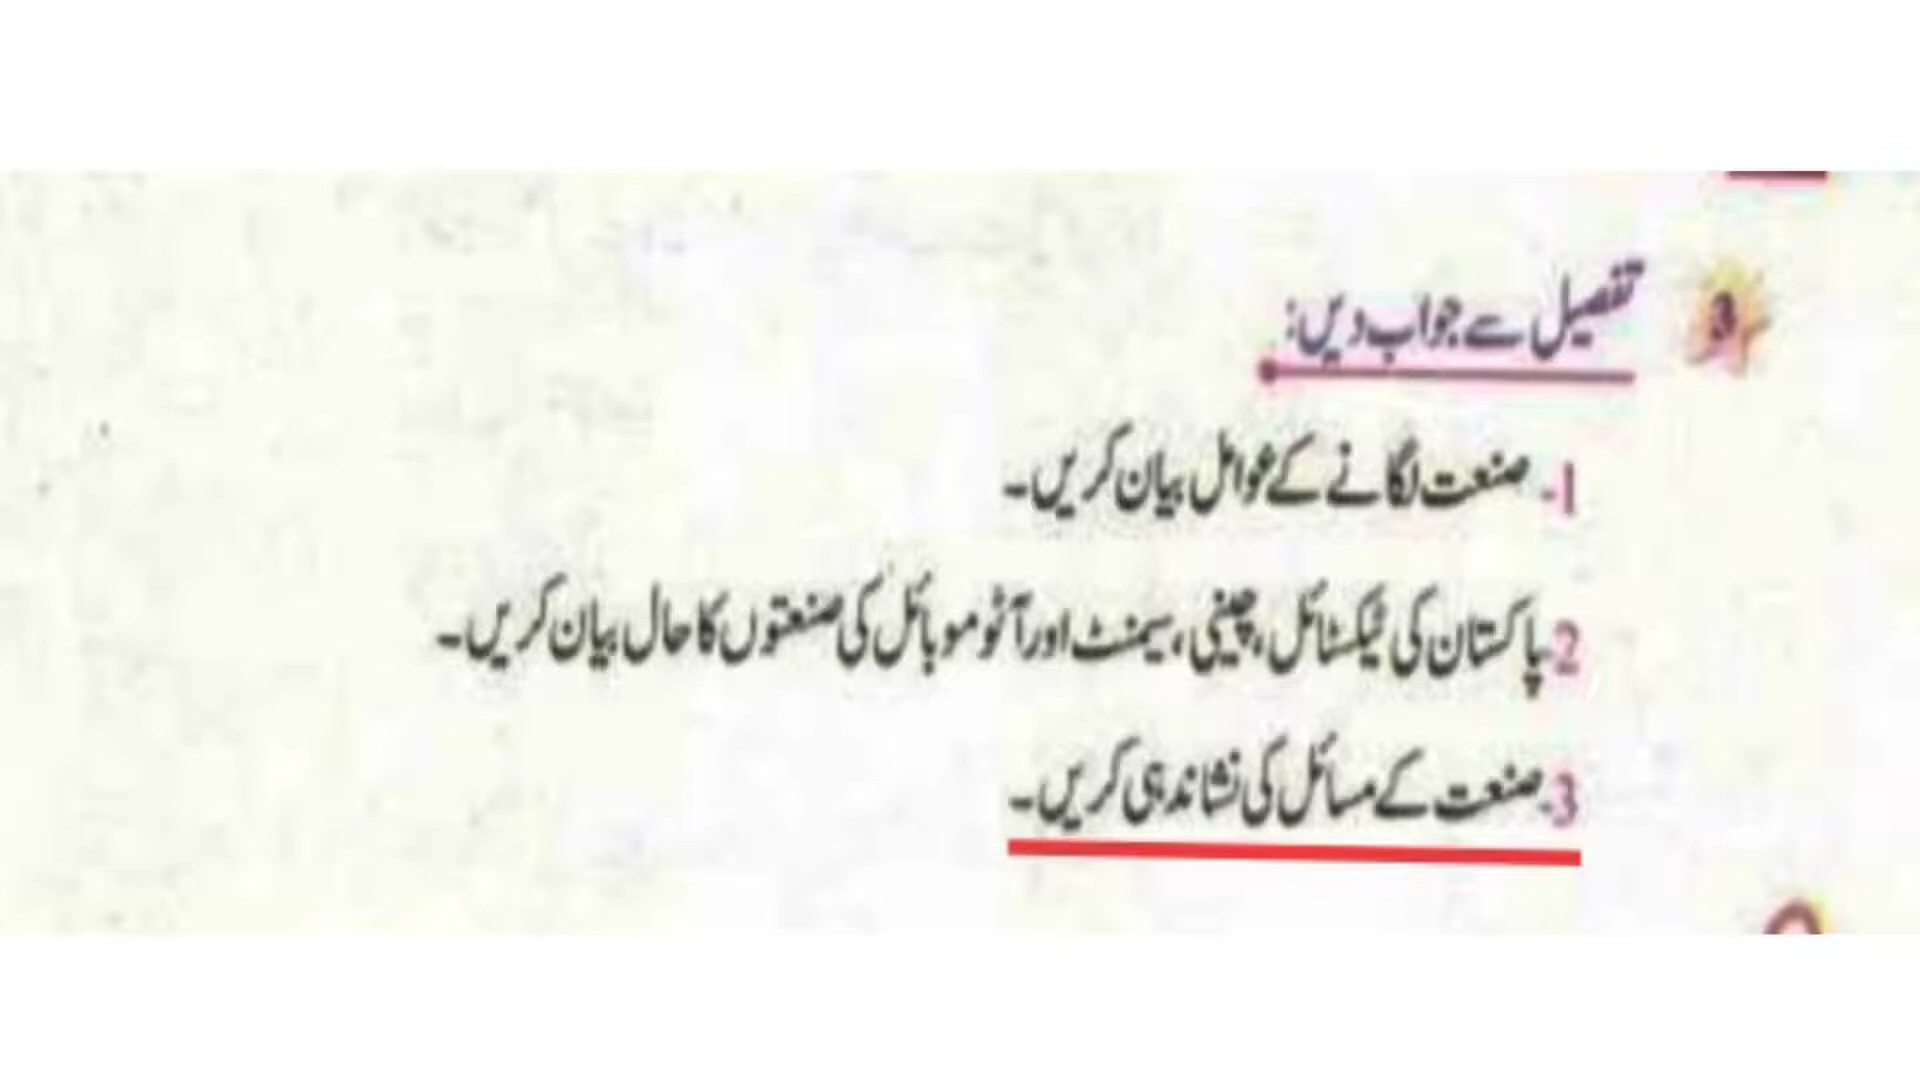 3 تفصیل سے جواب دیں:
1- صنعت لگانے کے عوامل بیان کریں۔
2- پاکستان کی ٹیکسٹائل، چینی، سیمنٹ اور آٹو موبائل کی صنعتوں کا حال بیان کریں۔
3- صنعت کے مسائل کی نشاندہی کریں۔